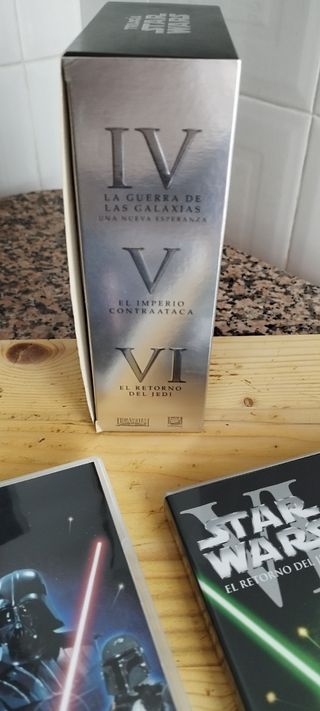 TRILOGÍA
STAR
WARS
IV
LA GUERRA DE
LAS GALAXIAS
UNA NUEVA ESPERANZA
V
EL IMPERIO
CONTRAATACA
VI
EL RETORNO
DEL JEDI
VI
STAR
WARS
EL RETORNO DEL J